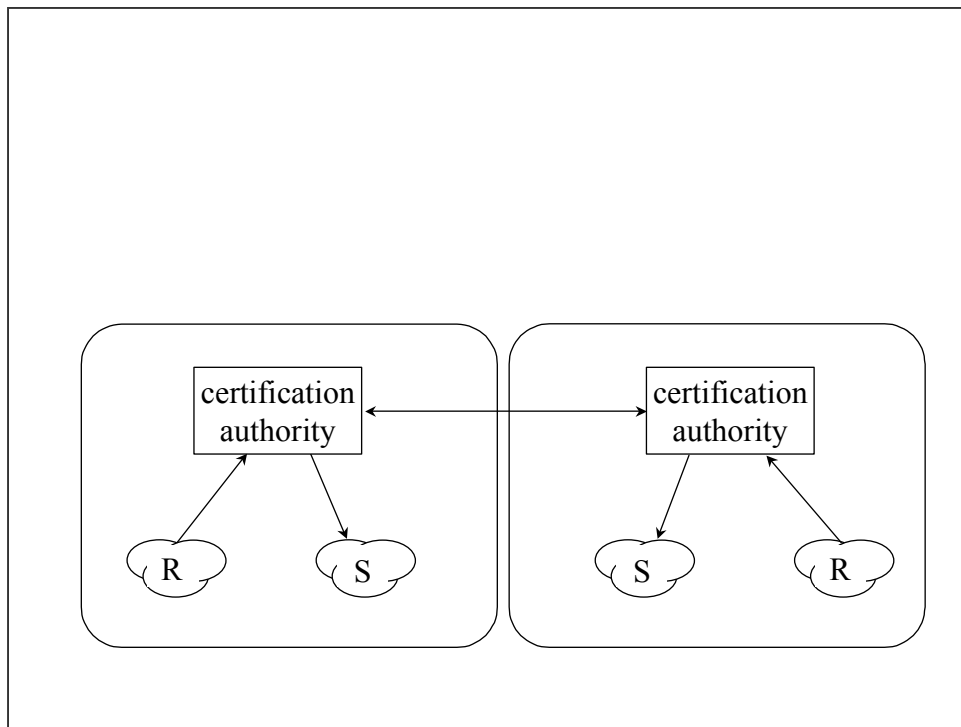 certification
authority
certification
authority
R
S
S
R